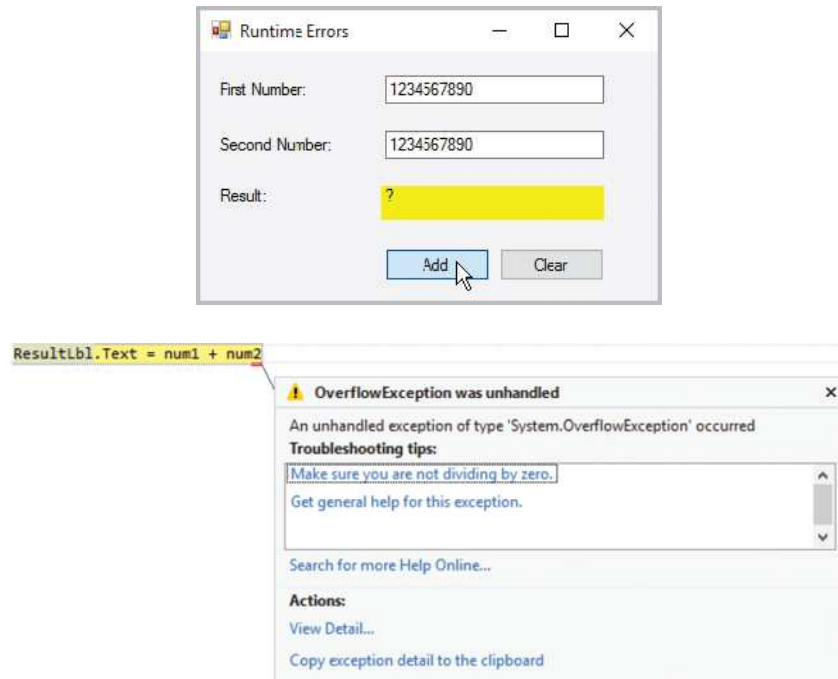 Runtime Errors
First Number: 1234567890
Second Number: 1234567890
Result: ?
Add Clear
ResultLbl.Text = num1 + num2
OverflowException was unhandled
An unhandled exception of type 'System.OverflowException' occurred
Troubleshooting tips:
Make sure you are not dividing by zero.
Get general help for this exception.
Search for more Help Online...
Actions:
View Detail...
Copy exception detail to the clipboard